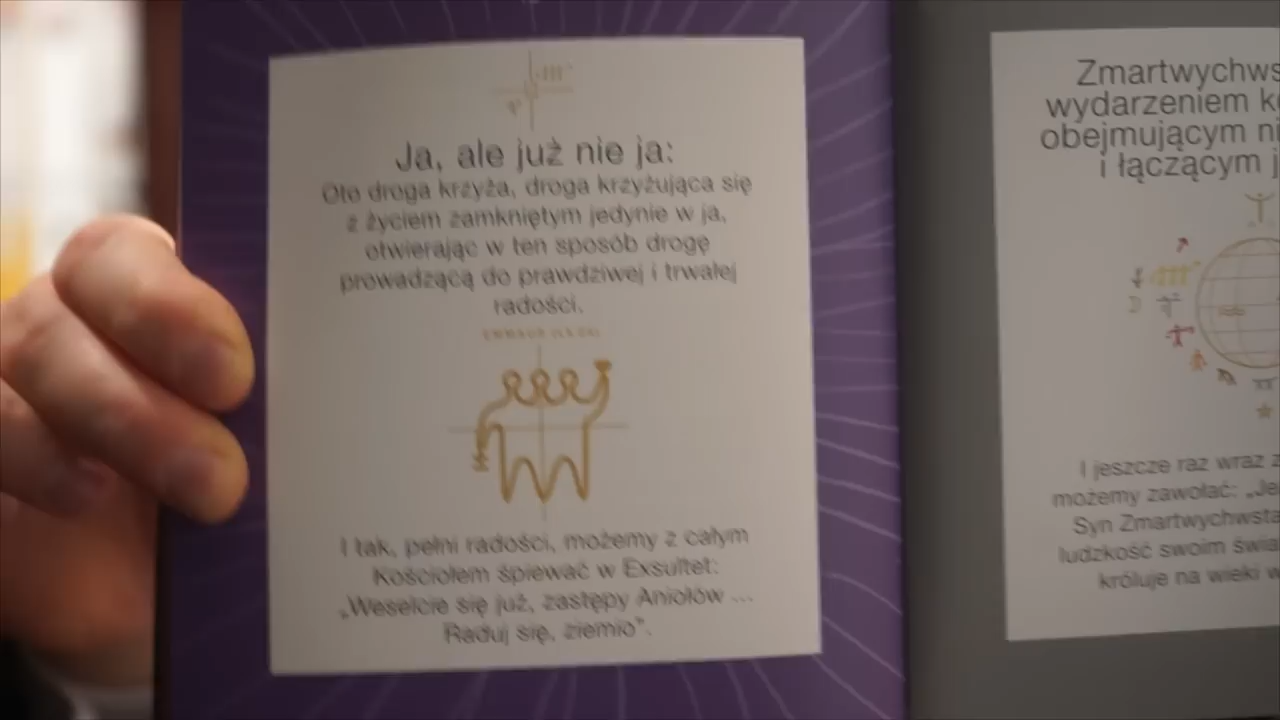 Ja, ale już nie ja:
Oto droga krzyża, droga krzyżująca się
z życiem zamkniętym jedynie w ja,
otwierając w ten sposób drogę
prowadzącą do prawdziwej i trwałej
radości.
I tak, pełni radości, możemy z całym
Kościołem śpiewać w Exsultet:
„Weselcie się już, zastępy Aniołów ...
Raduj się, ziemio”.
Zmartwychws
wydarzeniem k
obejmującym n
i łączącym j
I jeszcze raz wraz z
możemy zawołać: „Je
Syn Zmartwychwsta
ludzkość swoim świa
króluje na wieki w